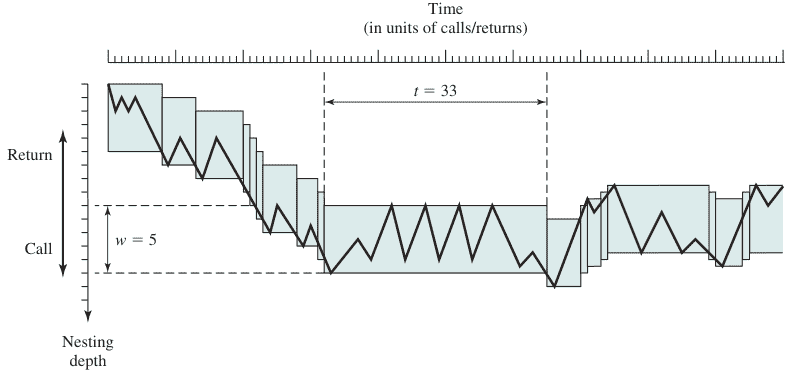 Time
(in units of calls/returns)
t = 33
Return
w = 5
Call
Nesting
depth